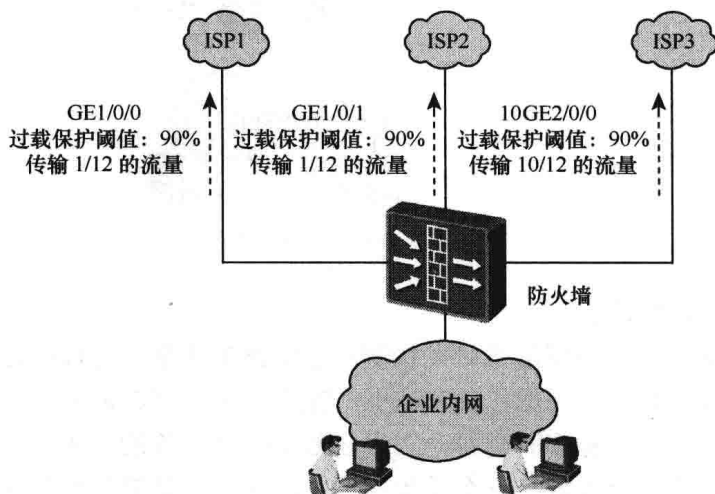 ISP1
ISP2
ISP3
GE1/0/0
过载保护阈值：90%
传输 1/12 的流量
GE1/0/1
过载保护阈值：90%
传输 1/12 的流量
10GE2/0/0
过载保护阈值：90%
传输 10/12 的流量
防火墙
企业内网